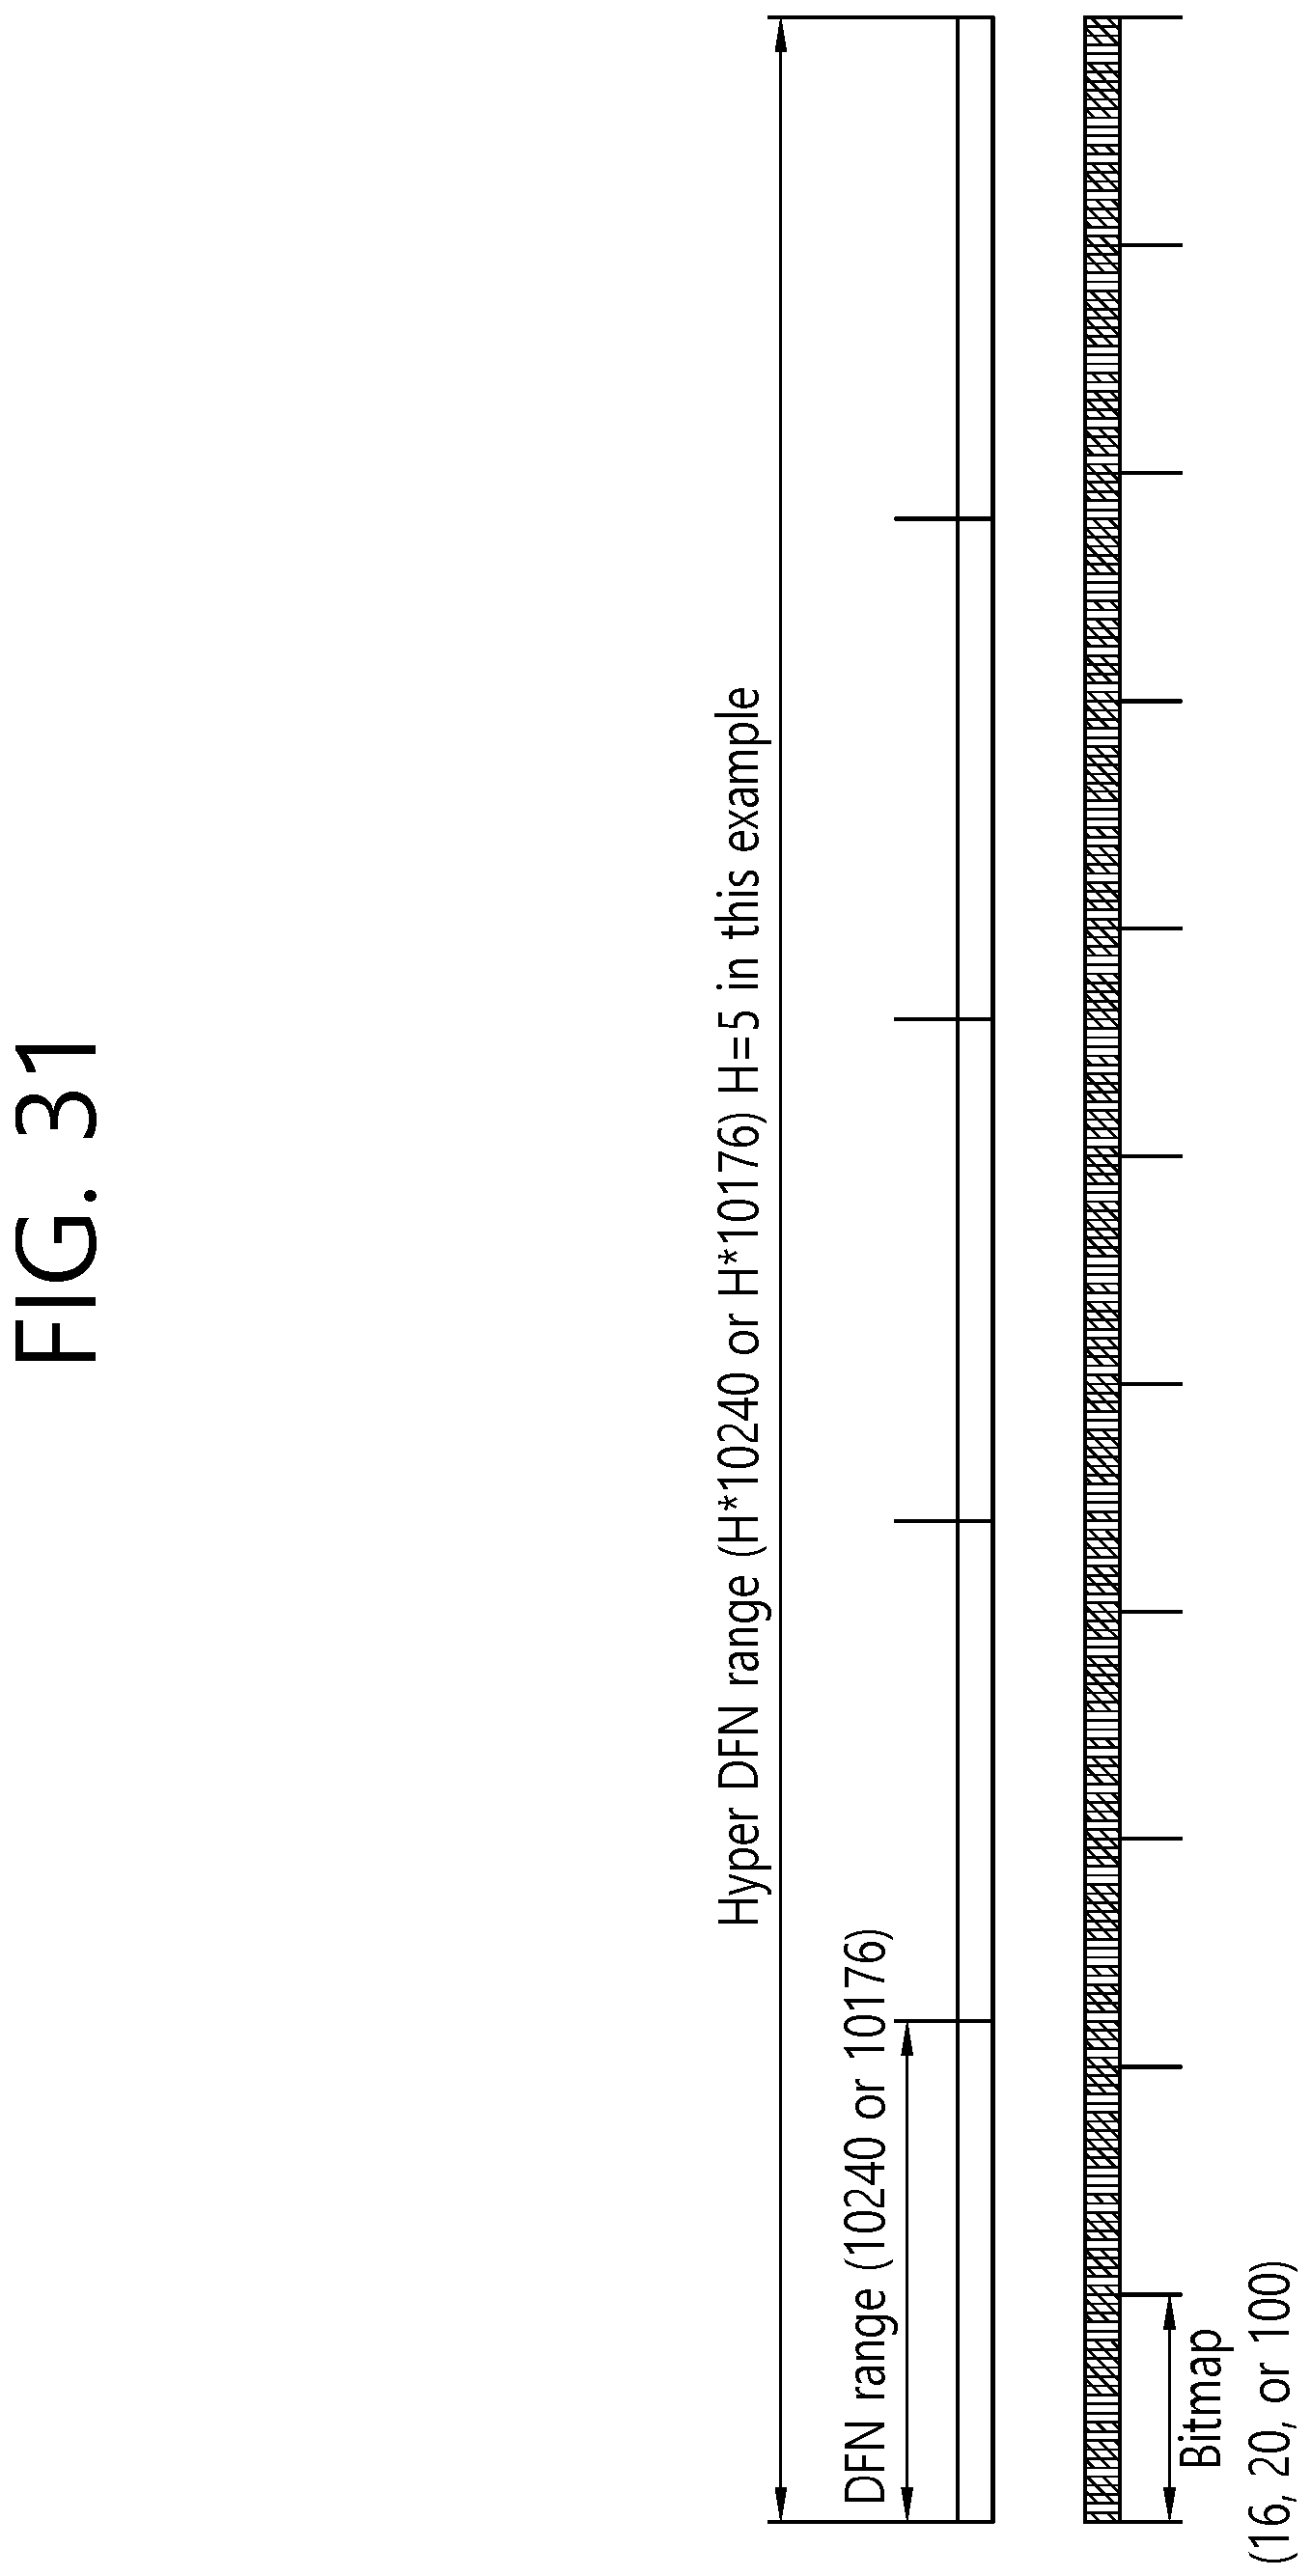 FIG. 31
Hyper DFN range (H*10240 or H*10176) H=5 in this example
DFN range (10240 or 10176)
Bitmap
(16, 20, or 100)